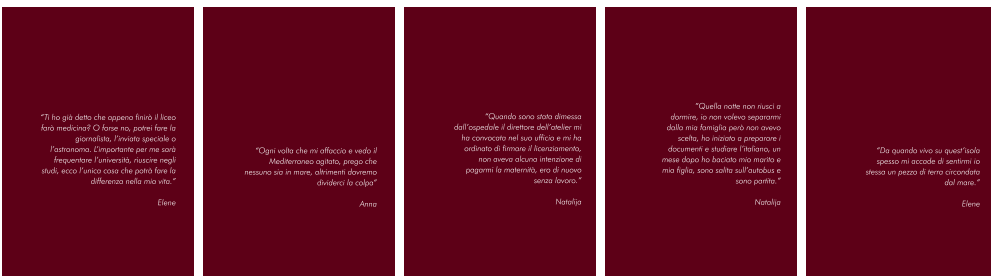 “Ti ho già detto che appena finirò il liceo
farò medicina? O forse no, potrei fare la
giornalista, l’inviata speciale o
l’astronoma. L’importante per me sarà
frequentare l’università, riuscire negli
studi, ecco l’unica cosa che potrà fare la
differenza nella mia vita.”
Elene
“Ogni volta che mi affaccio e vedo il
Mediterraneo agitato, prego che
nessuno sia in mare, altrimenti dovremo
dividerci la colpa”
Anna
“Quando sono stata dimessa
dall’ospedale il direttore dell’atelier mi
ha convocato nel suo ufficio e mi ha
ordinato di firmare il licenziamento,
non aveva alcuna intenzione di
pagarmi la maternità, ero di nuovo
senza lavoro.”
Natalija
“Quella notte non riuscì a
dormire, io non volevo separarmi
dalla mia famiglia però non avevo
scelta, ho iniziato a preparare i
documenti e studiare l’italiano, un
mese dopo ho baciato mio marito e
mia figlia, sono salita sull’autobus e
sono partita.”
Natalija
“Da quando vivo su quest’isola
spesso mi accade di sentirmi io
stessa un pezzo di terra circondata
dal mare.”
Elene